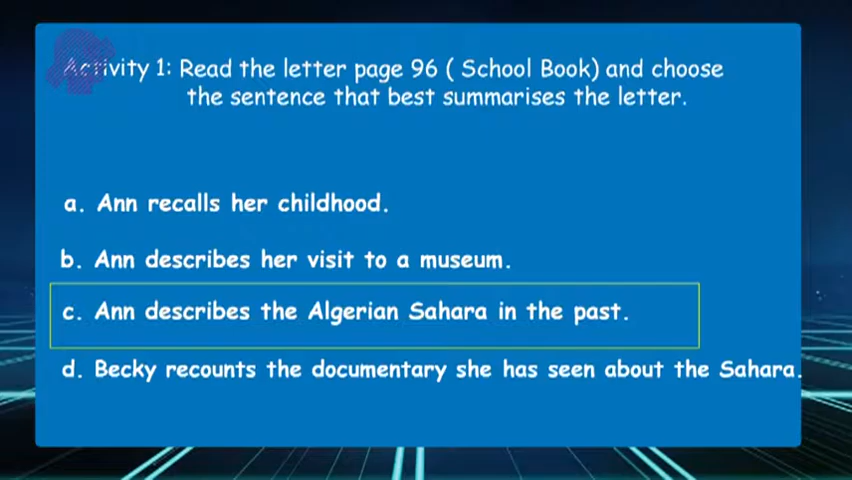 Activity 1: Read the letter page 96 ( School Book) and choose
the sentence that best summarises the letter.
a. Ann recalls her childhood.
b. Ann describes her visit to a museum.
c. Ann describes the Algerian Sahara in the past.
d. Becky recounts the documentary she has seen about the Sahara.